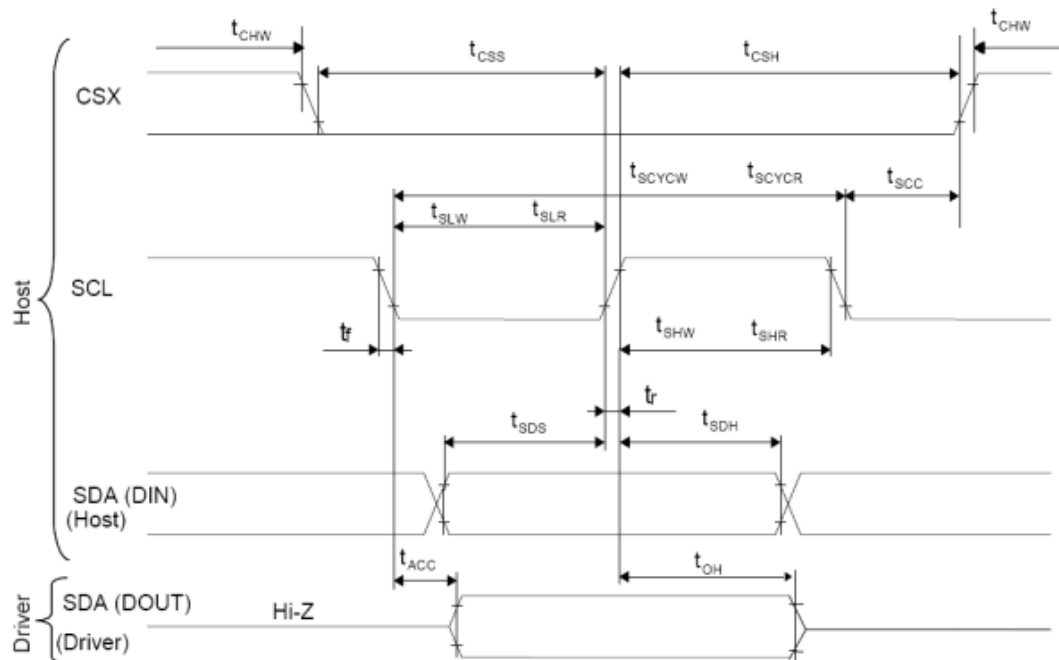 tCHW
tCHW
tCSS
tCSH
CSX
tSCYCW
tSCYCR
tSCC
tSLW
tSLR
Host
SCL
tf
tSHW
tSHR
tr
tSDS
tSDH
SDA (DIN)
(Host)
tACC
tOH
Driver
SDA (DOUT)
Hi-Z
(Driver)